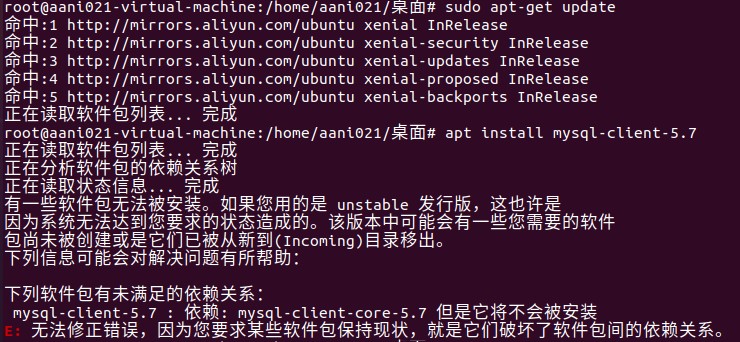 root@aani021-virtual-machine:/home/aani021/桌面# sudo apt-get update
命中:1 http://mirrors.aliyun.com/ubuntu xenial InRelease
命中:2 http://mirrors.aliyun.com/ubuntu xenial-security InRelease
命中:3 http://mirrors.aliyun.com/ubuntu xenial-updates InRelease
命中:4 http://mirrors.aliyun.com/ubuntu xenial-proposed InRelease
命中:5 http://mirrors.aliyun.com/ubuntu xenial-backports InRelease
正在读取软件包列表... 完成
root@aani021-virtual-machine:/home/aani021/桌面# apt install mysql-client-5.7
正在读取软件包列表... 完成
正在分析软件包的依赖关系树
正在读取状态信息... 完成
有一些软件包无法被安装。如果您用的是 unstable 发行版，这也许是
因为系统无法达到您要求的状态造成的。该版本中可能会有一些您需要的软件
包尚未被创建或是它们已被从新到(Incoming)目录移出。
下列信息可能会对解决问题有所帮助：
下列软件包有未满足的依赖关系：
mysql-client-5.7 : 依赖: mysql-client-core-5.7 但是它将不会被安装
E: 无法修正错误，因为您要求某些软件包保持现状，就是它们破坏了软件包间的依赖关系。